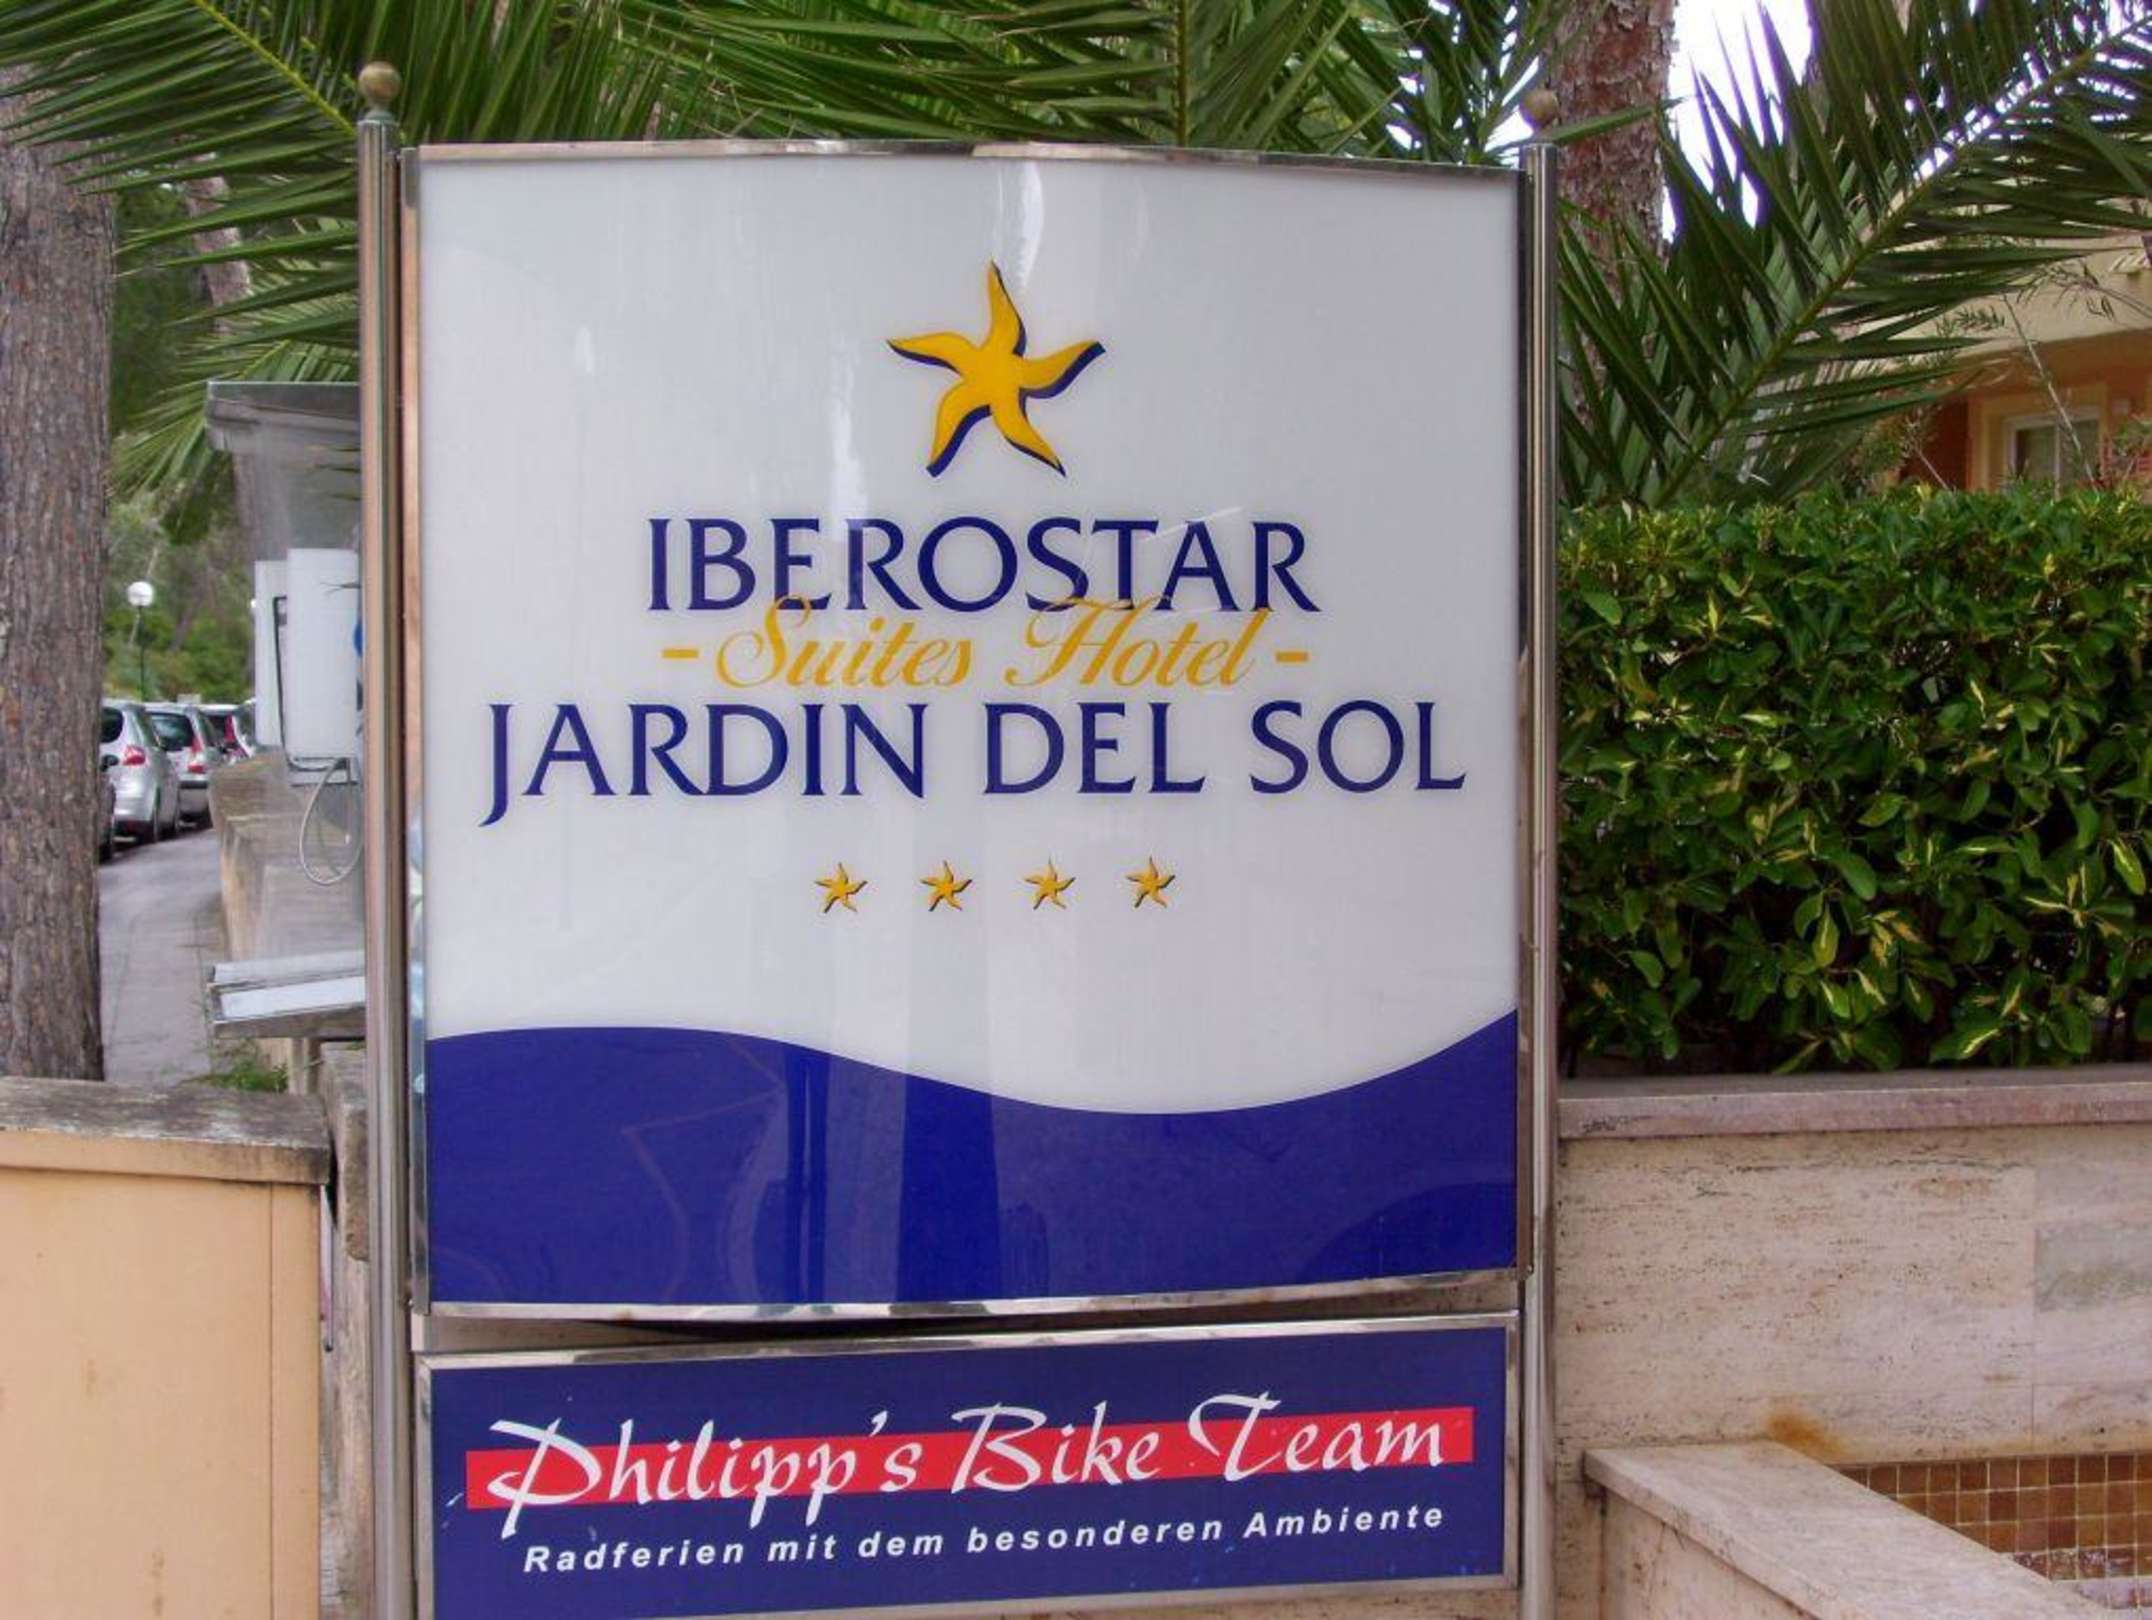 IBEROSTAR
- Suites Hotel -
JARDIN DEL SOL
Philipp's Bike Team
Radferien mit dem besonderen Ambiente